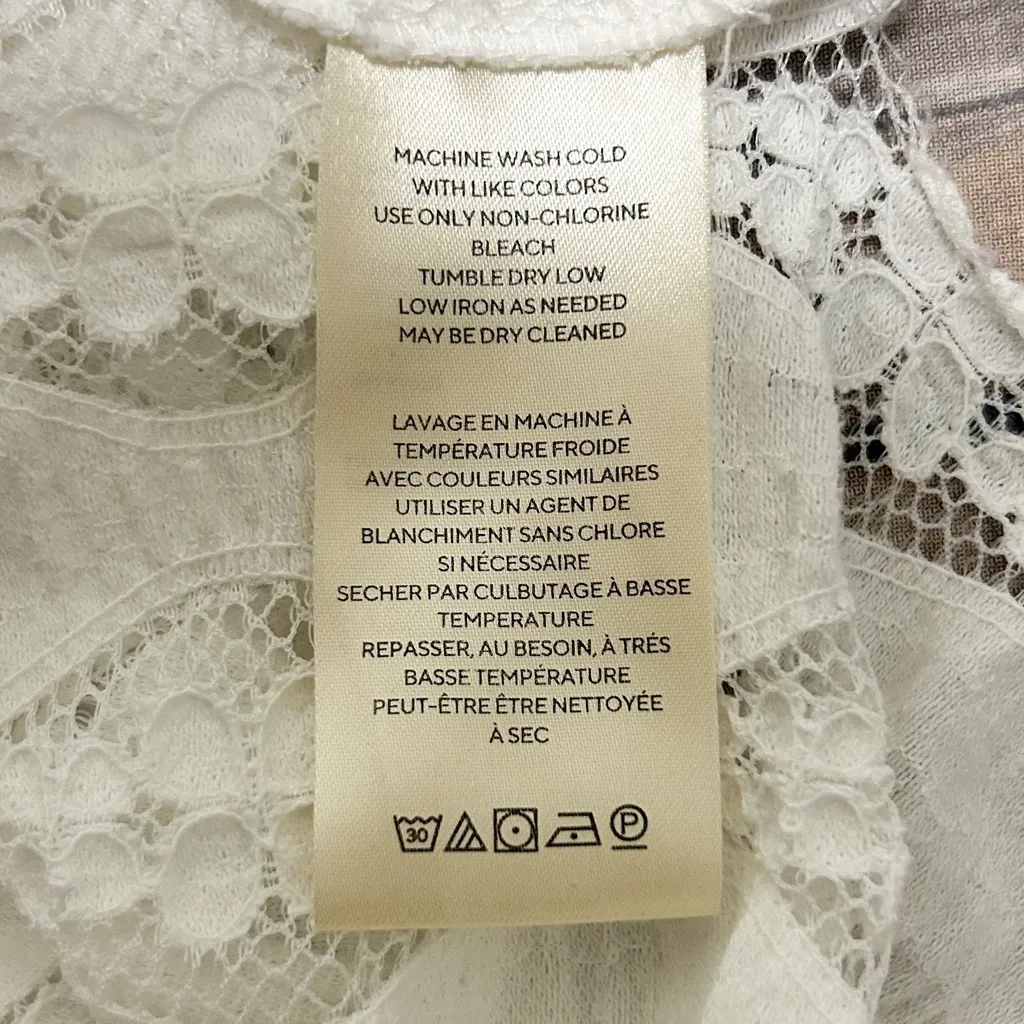 MACHINE WASH COLD
WITH LIKE COLORS
USE ONLY NON-CHLORINE
BLEACH
TUMBLE DRY LOW
LOW IRON AS NEEDED
MAY BE DRY CLEANED
LAVAGE EN MACHINE À
TEMPÉRATURE FROIDE
AVEC COULEURS SIMILAIRES
UTILISER UN AGENT DE
BLANCHIMENT SANS CHLORE
SI NÉCESSAIRE
SECHER PAR CULBUTAGE À BASSE
TEMPERATURE
REPASSER, AU BESOIN, À TRÉS
BASSE TEMPÉRATURE
PEUT-ÊTRE ÊTRE NETTOYÉE
À SEC
30 P